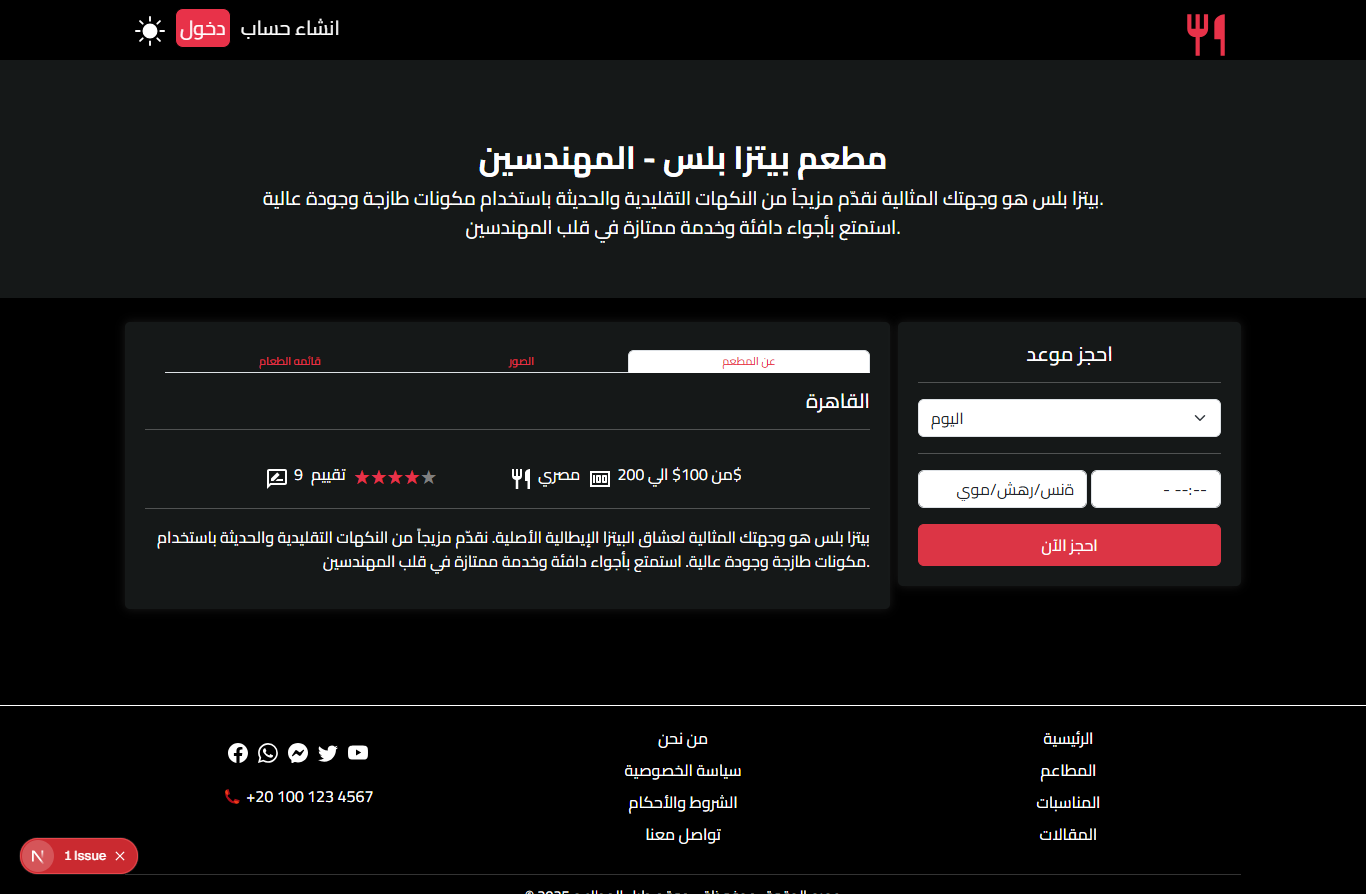 انشاء حساب
دخول
مطعم بيتزا بلس - المهندسين
بيتزا بلس هو وجهتك المثالية نقدّم مزيجاً من النكهات التقليدية والحديثة باستخدام مكونات طازجة وجودة عالية.
استمتع بأجواء دافئة وخدمة ممتازة في قلب المهندسين.
احجز موعد
اليوم
--:-- -
ةنس/رهش/موي
احجز الآن
عن المطعم
الصور
قائمه الطعام
القاهرة
من 100$ الي 200$
100
مصري
تقييم 9
بيتزا بلس هو وجهتك المثالية لعشاق البيتزا الإيطالية الأصلية. نقدّم مزيجاً من النكهات التقليدية والحديثة باستخدام
مكونات طازجة وجودة عالية. استمتع بأجواء دافئة وخدمة ممتازة في قلب المهندسين.
الرئيسية
المطاعم
المناسبات
المقالات
من نحن
سياسة الخصوصية
الشروط والأحكام
تواصل معنا
+20 100 123 4567
N 1 Issue